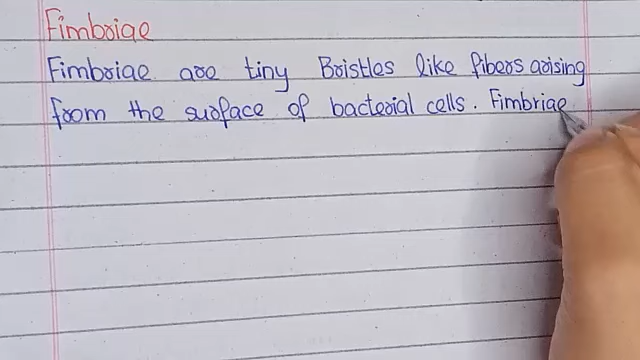 Fimbriae
Fimbriae are tiny Bristles like fibers arising
from the surface of bacterial cells. Fimbriae